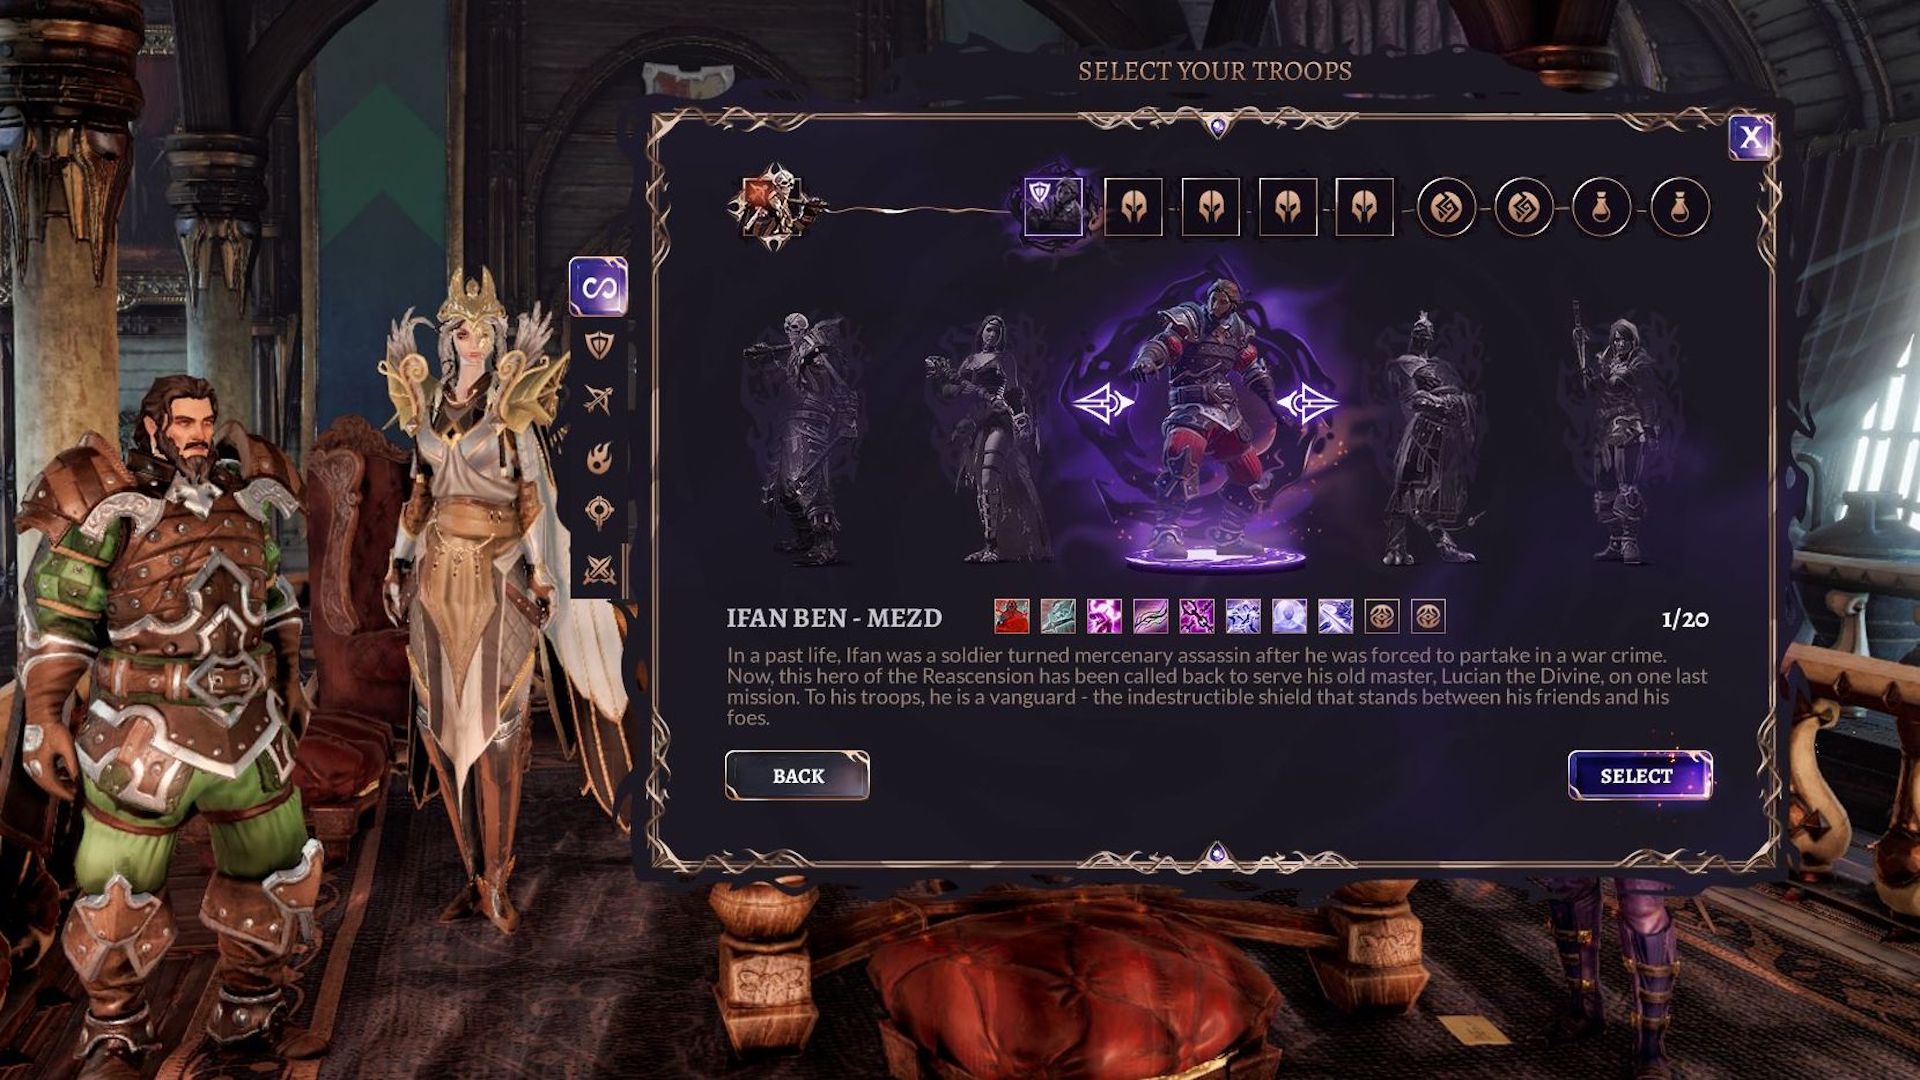 SELECT YOUR TROOPS
X
IFAN BEN - MEZD
1/20
In a past life, Ifan was a soldier turned mercenary assassin after he was forced to partake in a war crime.
Now, this hero of the Reascension has been called back to serve his old master, Lucian the Divine, on one last
mission. To his troops, he is a vanguard - the indestructible shield that stands between his friends and his
foes.
BACK
SELECT